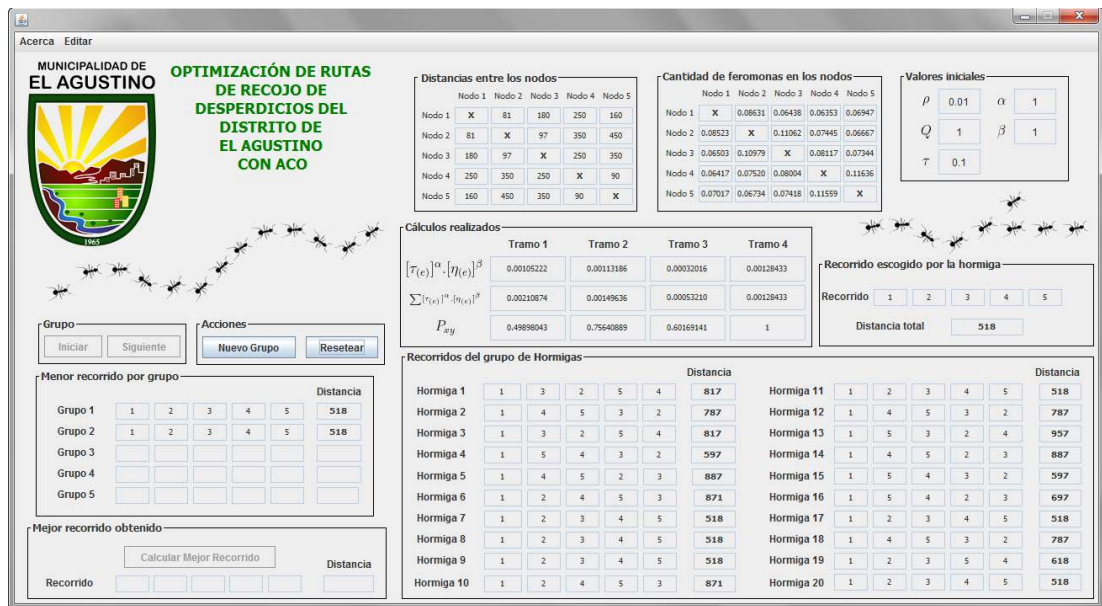 Acerca Editar
MUNICIPALIDAD DE
EL AGUSTINO
1965
OPTIMIZACIÓN DE RUTAS
DE RECOJO DE
DESPERDICIOS DEL
DISTRITO DE
EL AGUSTINO
CON ACO
Distancias entre los nodos
Nodo 1 Nodo 2 Nodo 3 Nodo 4 Nodo 5
Nodo 1 X 81 180 250 160
Nodo 2 81 X 97 350 450
Nodo 3 180 97 X 250 350
Nodo 4 250 350 250 X 90
Nodo 5 160 450 350 90 X
Cantidad de feromonas en los nodos
Nodo 1 Nodo 2 Nodo 3 Nodo 4 Nodo 5
Nodo 1 X 0.08631 0.06438 0.06353 0.06947
Nodo 2 0.08523 X 0.11062 0.07445 0.06667
Nodo 3 0.06503 0.10979 X 0.08117 0.07344
Nodo 4 0.06417 0.07520 0.08004 X 0.11636
Nodo 5 0.07017 0.06734 0.07418 0.11559 X
Valores iniciales
ρ 0.01 α 1
Q 1 β 1
τ 0.1
Cálculos realizados
Tramo 1 Tramo 2 Tramo 3 Tramo 4
[τ(e)]^α.[η(e)]^β 0.00105222 0.00113186 0.00032016 0.00128433
∑[τ(e)]^α.[η(e)]^β 0.00210874 0.00149636 0.00053210 0.00128433
Pxy 0.49898043 0.75640889 0.60169141 1
Recorrido escogido por la hormiga
Recorrido 1 2 3 4 5
Distancia total 518
Grupo
Iniciar Siguiente
Acciones
Nuevo Grupo Resetear
Menor recorrido por grupo
Distancia
Grupo 1 1 2 3 4 5 518
Grupo 2 1 2 3 4 5 518
Grupo 3
Grupo 4
Grupo 5
Mejor recorrido obtenido
Calcular Mejor Recorrido Distancia
Recorrido
Recorridos del grupo de Hormigas
Distancia Distancia
Hormiga 1 1 3 2 5 4 817 Hormiga 11 1 2 3 4 5 518
Hormiga 2 1 4 5 3 2 787 Hormiga 12 1 4 5 3 2 787
Hormiga 3 1 3 2 5 4 817 Hormiga 13 1 5 3 2 4 957
Hormiga 4 1 5 4 3 2 597 Hormiga 14 1 4 5 2 3 887
Hormiga 5 1 4 5 2 3 887 Hormiga 15 1 5 4 3 2 597
Hormiga 6 1 2 4 5 3 871 Hormiga 16 1 5 4 2 3 697
Hormiga 7 1 2 3 4 5 518 Hormiga 17 1 2 3 4 5 518
Hormiga 8 1 2 3 4 5 518 Hormiga 18 1 4 5 3 2 787
Hormiga 9 1 2 3 4 5 518 Hormiga 19 1 2 3 5 4 618
Hormiga 10 1 2 4 5 3 871 Hormiga 20 1 2 3 4 5 518